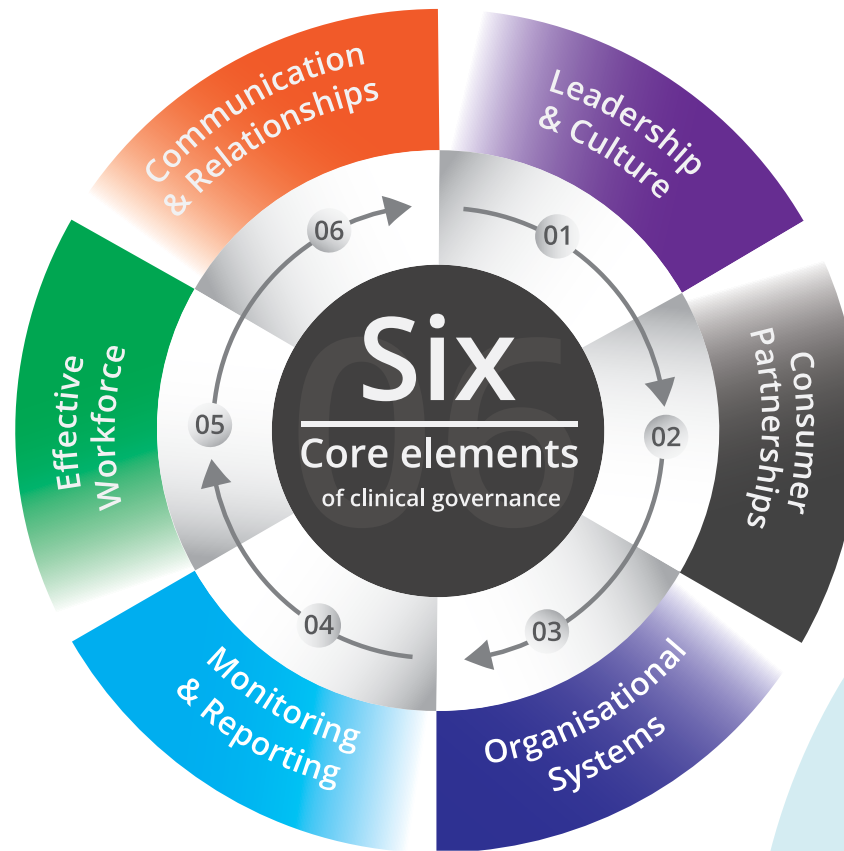 Six
06
Core elements
of clinical governance
01
Leadership
& Culture
02
Consumer
Partnerships
03
Organisational
Systems
04
Monitoring
& Reporting
05
Effective
Workforce
06
Communication
& Relationships